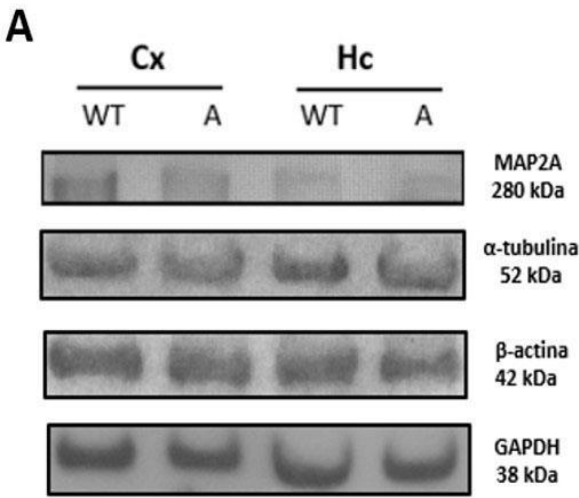 A
Cx Hc
WT A WT A
MAP2A
280 kDa
α-tubulina
52 kDa
β-actina
42 kDa
GAPDH
38 kDa